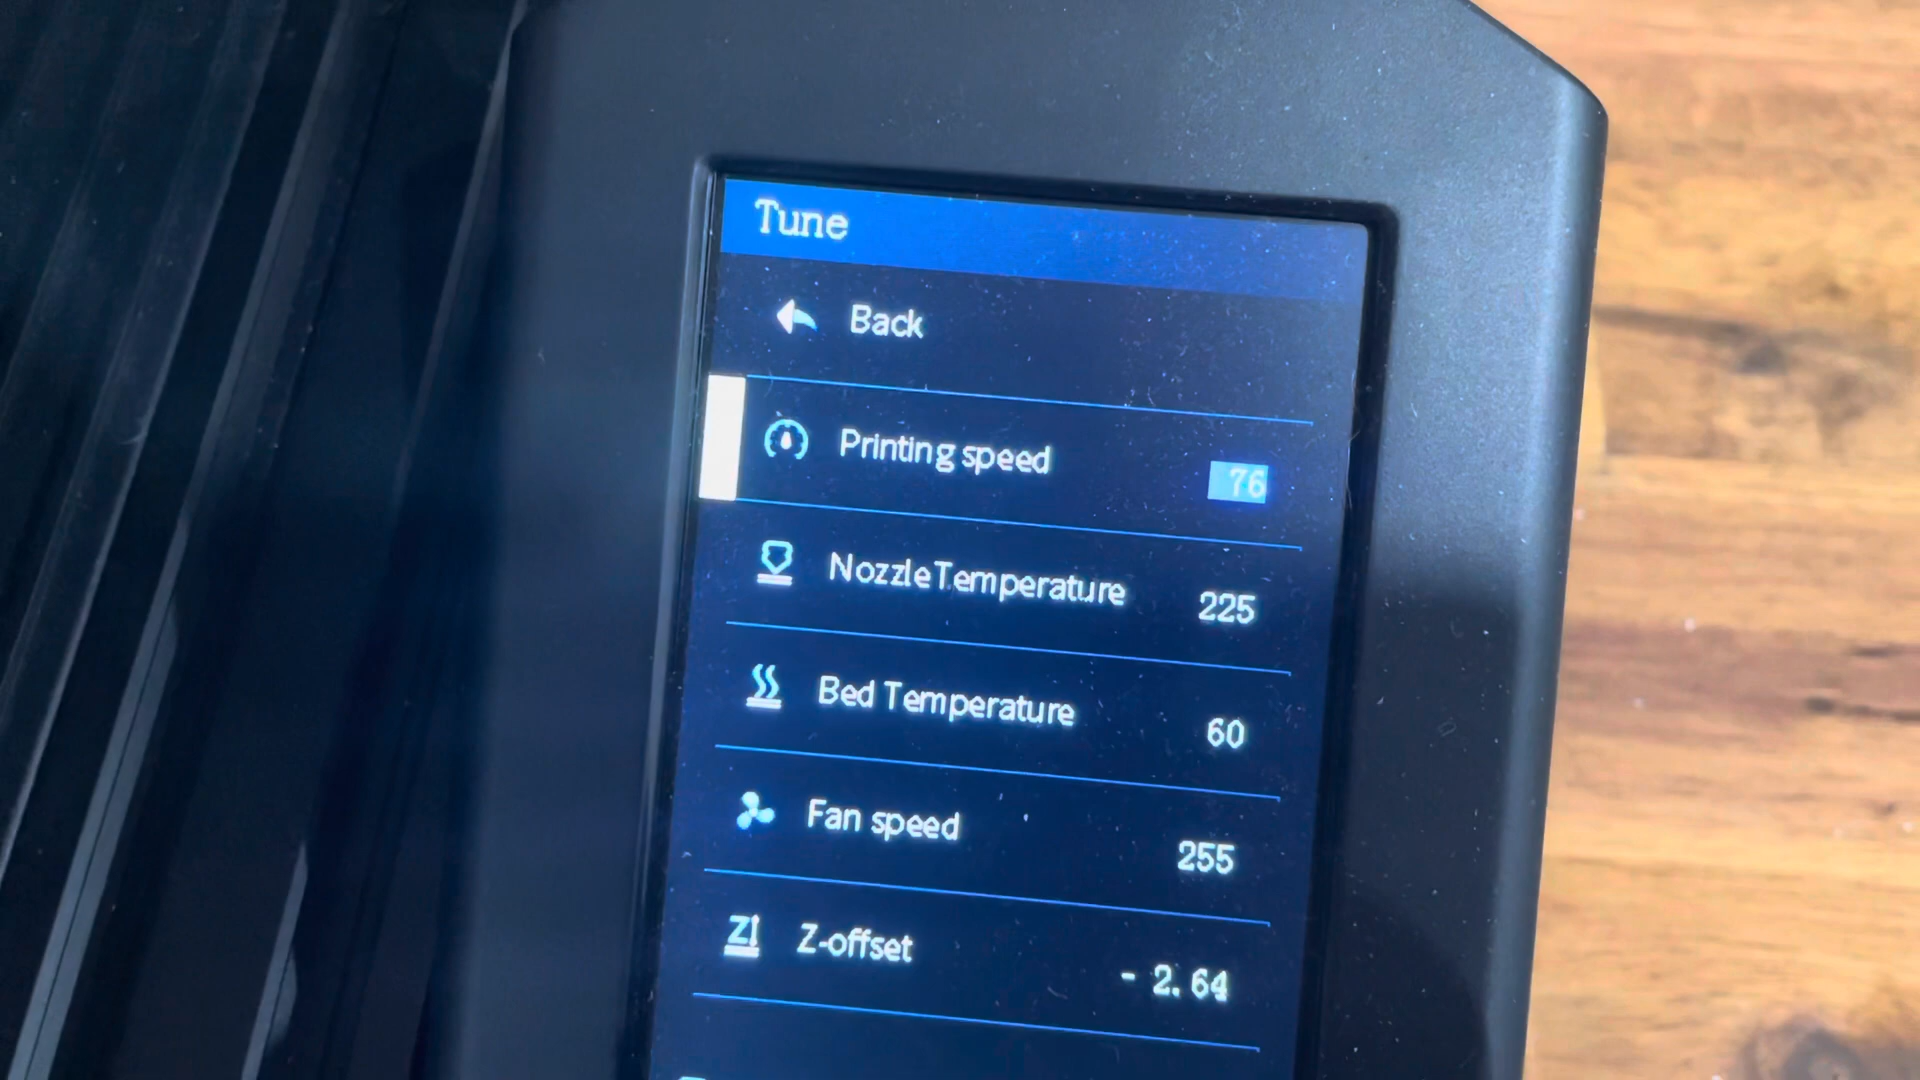 Tune
Back
Printing speed 76
Nozzle Temperature 225
Bed Temperature 60
Fan speed 255
Z-offset - 2.64